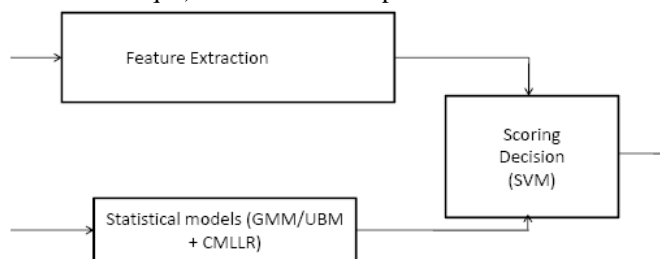 Feature Extraction
Scoring
Decision
(SVM)
Statistical models (GMM/UBM
+ CMLLR)